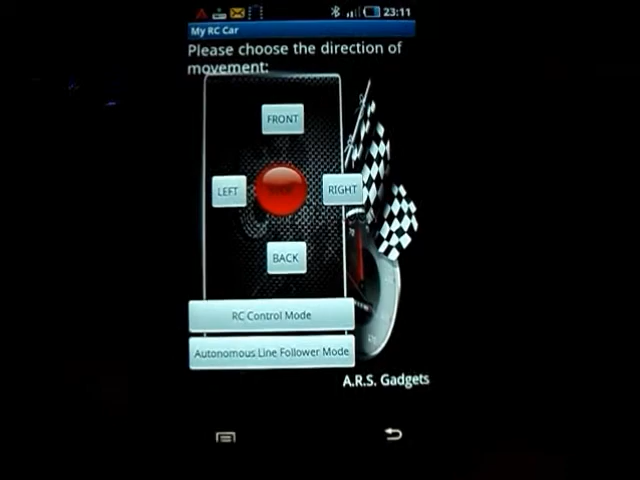 23:11
My RC Car
Please choose the direction of
movement:
FRONT
LEFT
RIGHT
BACK
RC Control Mode
Autonomous Line Follower Mode
A.R.S. Gadgets